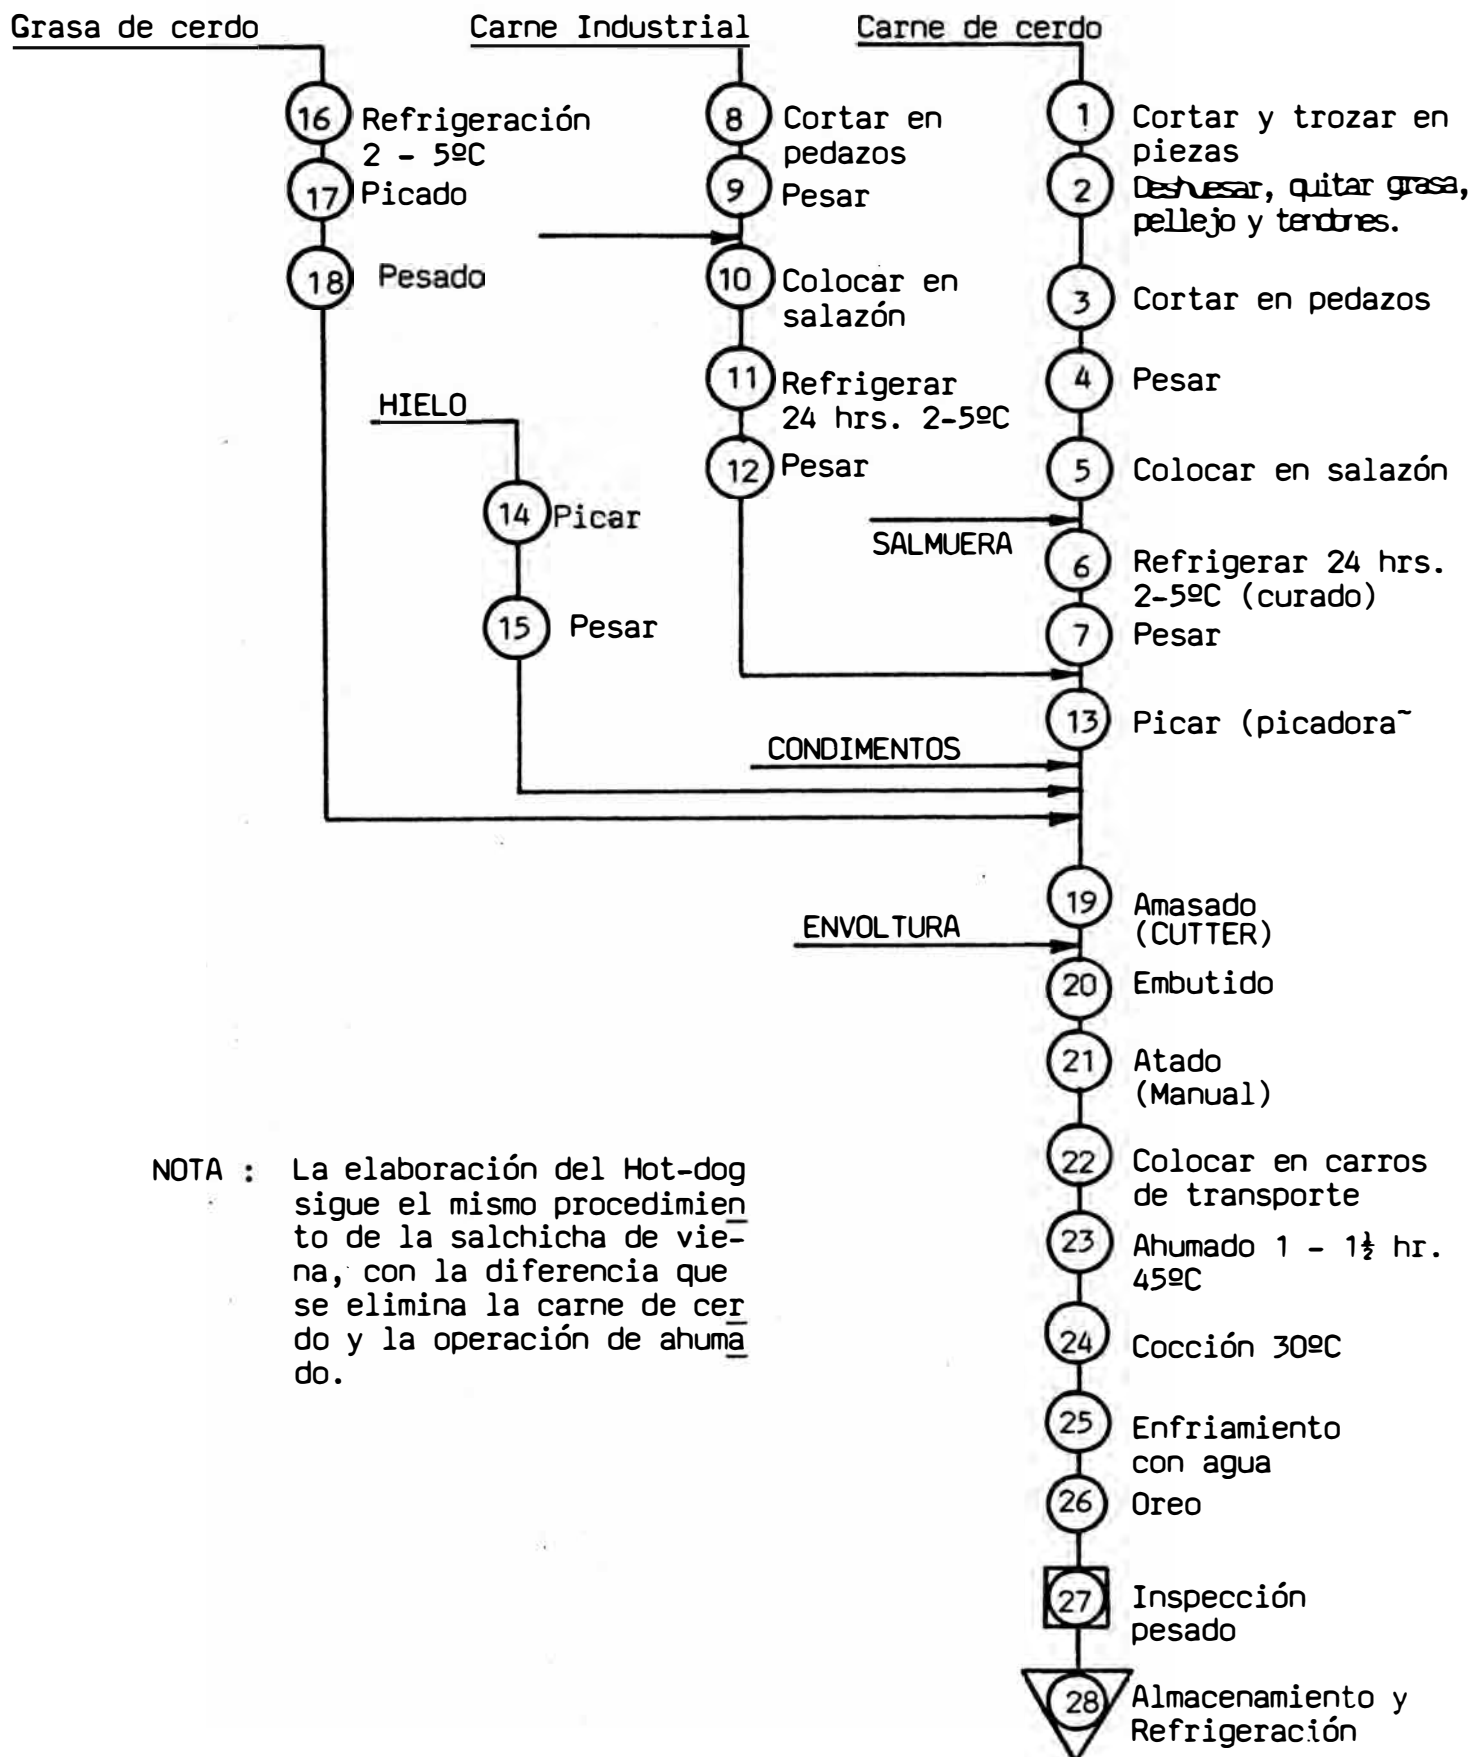 Grasa de cerdo
16
Refrigeración
2 - 5ºC
17
Picado
18
Pesado
HIELO
14
Picar
15
Pesar
Carne Industrial
8
Cortar en
pedazos
9
Pesar
10
Colocar en
salazón
11
Refrigerar
24 hrs. 2-5ºC
12
Pesar
Carne de cerdo
1
Cortar y trozar en
piezas
2
Deshuesar, quitar grasa,
pellejo y tendones.
3
Cortar en pedazos
4
Pesar
5
Colocar en salazón
SALMUERA
6
Refrigerar 24 hrs.
2-5ºC (curado)
7
Pesar
13
Picar (picadora~
CONDIMENTOS
19
Amasado
(CUTTER)
ENVOLTURA
20
Embutido
21
Atado
(Manual)
22
Colocar en carros
de transporte
23
Ahumado 1 - 1½ hr.
45ºC
24
Cocción 30ºC
25
Enfriamiento
con agua
26
Oreo
27
Inspección
pesado
28
Almacenamiento y
Refrigeración
NOTA : La elaboración del Hot-dog
sigue el mismo procedimien
to de la salchicha de vie-
na, con la diferencia que
se elimina la carne de cer
do y la operación de ahuma
do.